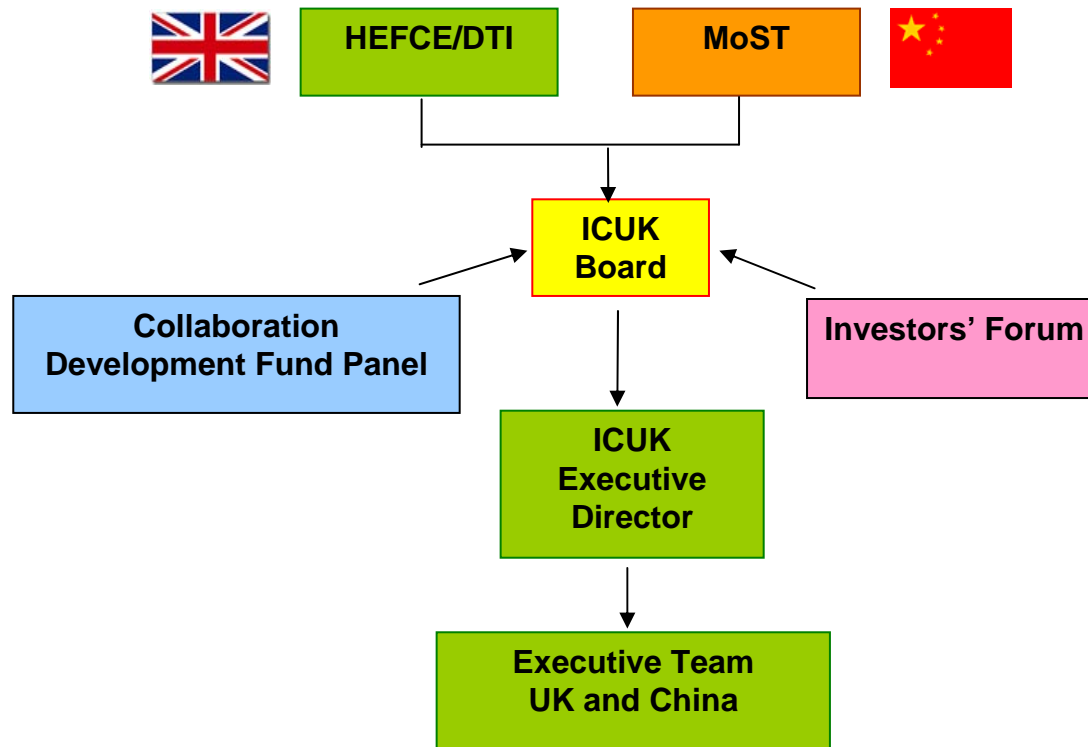 HEFCE/DTI
MoST
ICUK
Board
Collaboration
Development Fund Panel
Investors’ Forum
ICUK
Executive
Director
Executive Team
UK and China